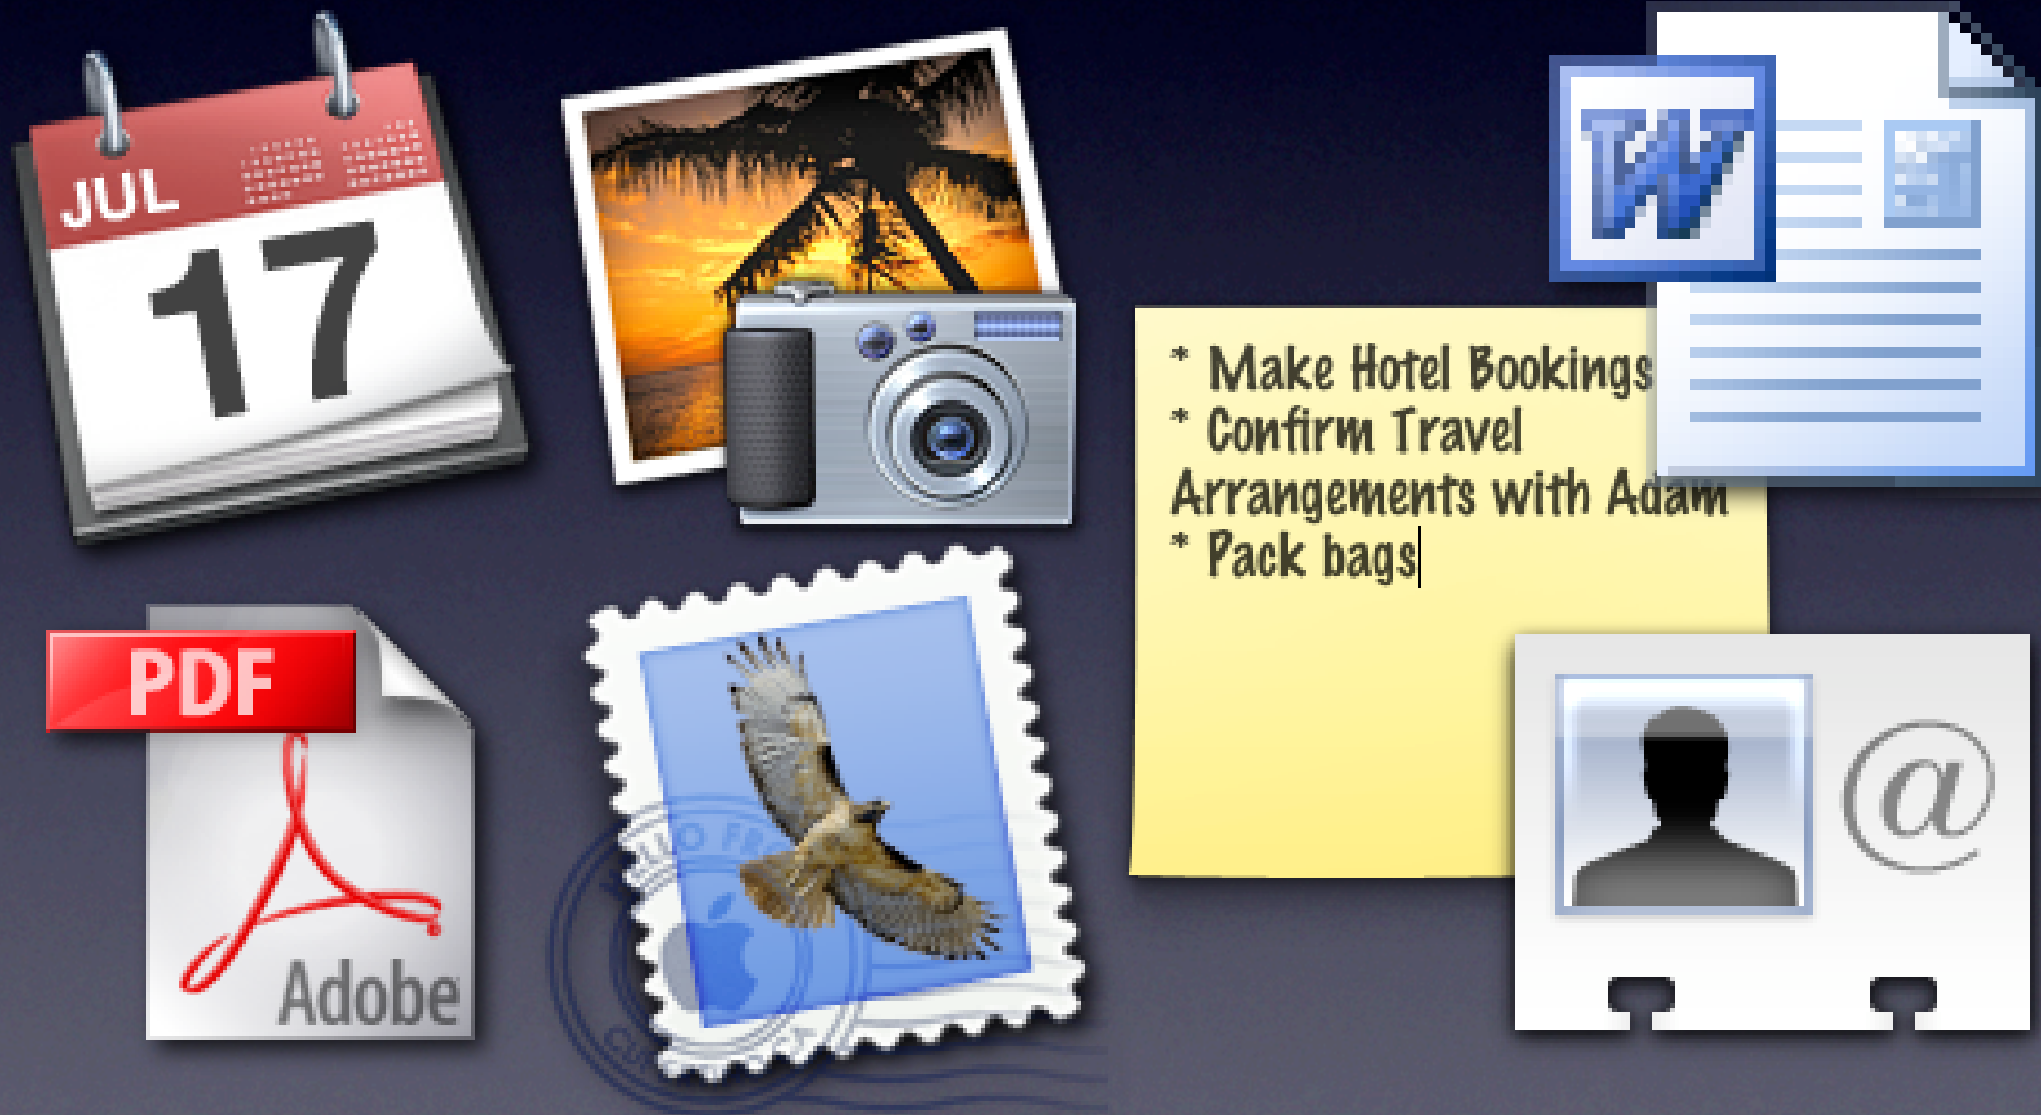 JUL
17
W
* Make Hotel Bookings
* Confirm Travel
Arrangements with Adam
* Pack bags
PDF
Adobe
@